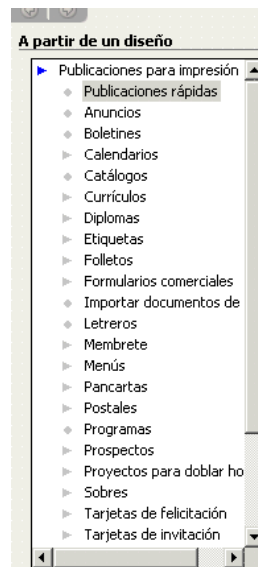 A partir de un diseño
Publicaciones para impresión
Publicaciones rápidas
Anuncios
Boletines
Calendarios
Catálogos
Currículos
Diplomas
Etiquetas
Folletos
Formularios comerciales
Importar documentos de
Letreros
Membrete
Menús
Pancartas
Postales
Programas
Prospectos
Proyectos para doblar ho
Sobres
Tarjetas de felicitación
Tarjetas de invitación